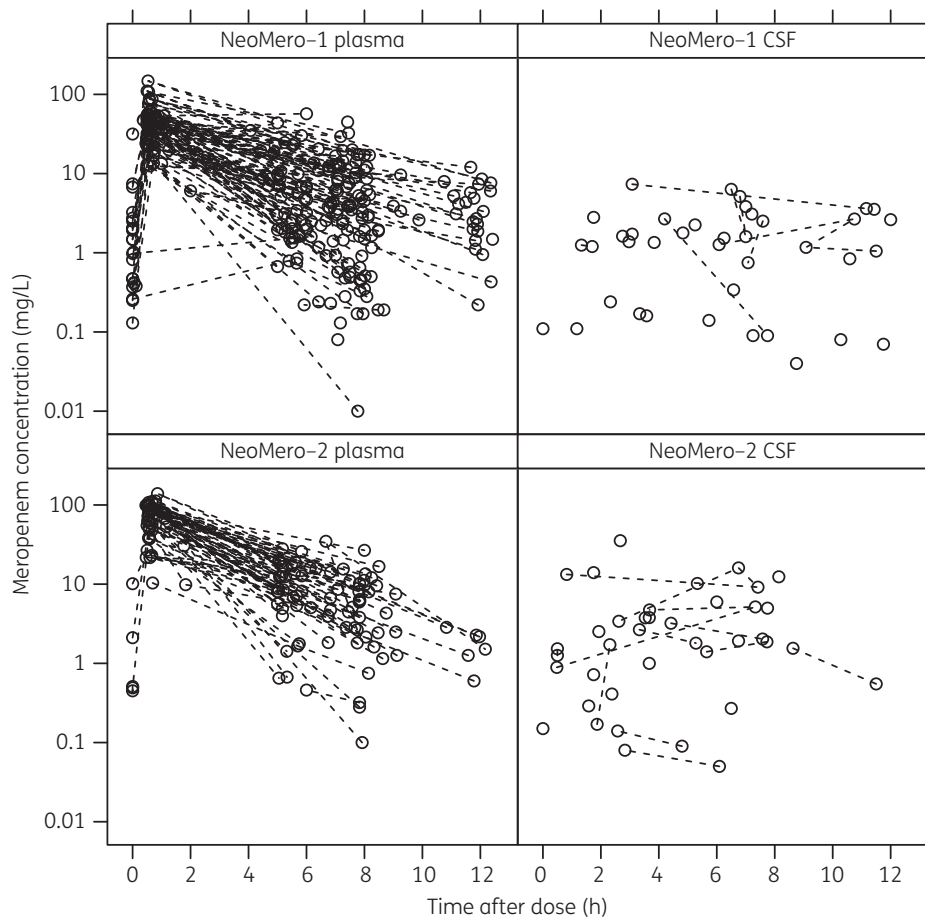 NeoMero–1 plasma
NeoMero–1 CSF
100
10
1
0.1
0.01
NeoMero–2 plasma
NeoMero–2 CSF
100
10
1
0.1
0.01
Meropenem concentration (mg/L)
0 2 4 6 8 10 12
0 2 4 6 8 10 12
Time after dose (h)